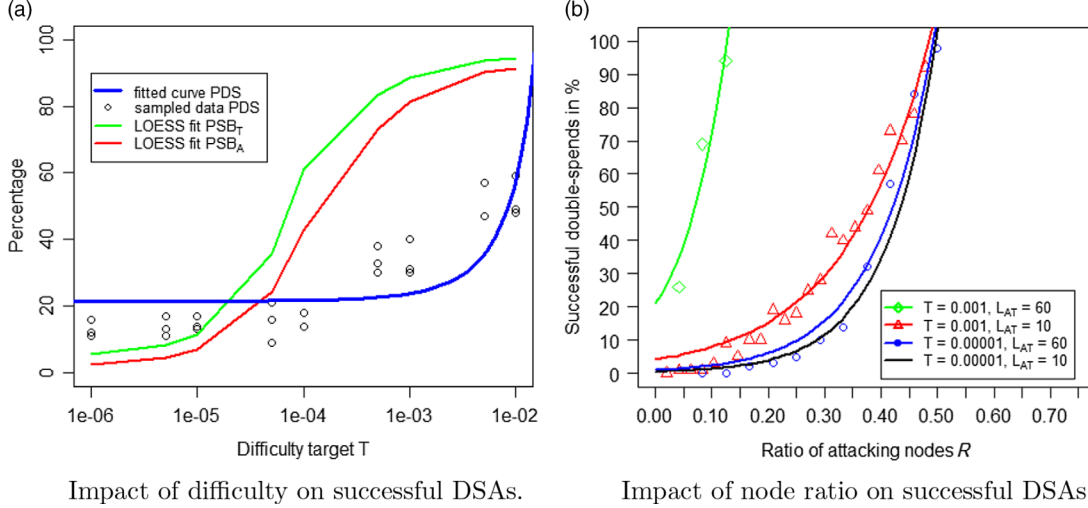 (a)
100
80
60
40
20
0
Percentage
fitted curve PDS
sampled data PDS
LOESS fit PSB_T
LOESS fit PSB_A
1e-06 1e-05 1e-04 1e-03 1e-02
Difficulty target T
Impact of difficulty on successful DSAs.
(b)
100
90
80
70
60
50
40
30
20
10
0
Successful double-spends in %
T = 0.001, L_AT = 60
T = 0.001, L_AT = 10
T = 0.00001, L_AT = 60
T = 0.00001, L_AT = 10
0.00 0.10 0.20 0.30 0.40 0.50 0.60 0.70
Ratio of attacking nodes R
Impact of node ratio on successful DSAs